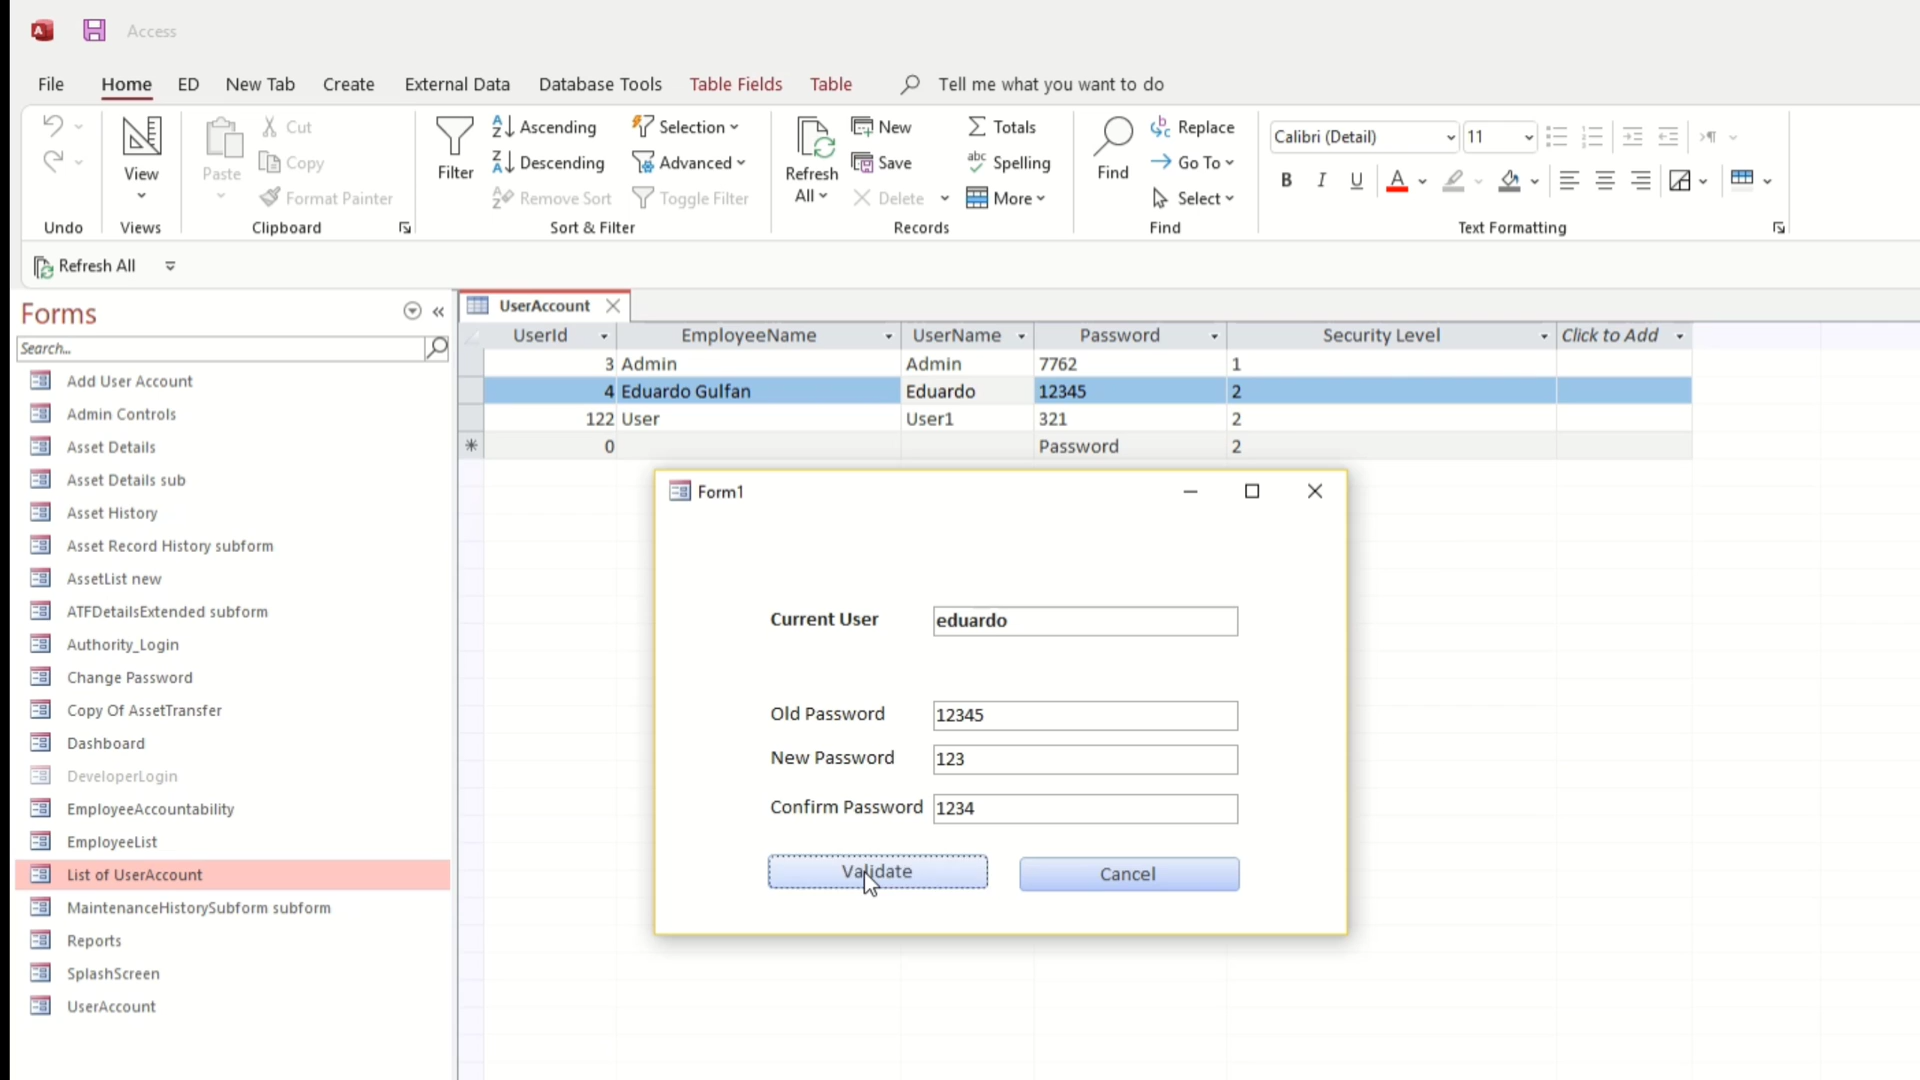 Access
File Home ED New Tab Create External Data Database Tools Table Fields Table Tell me what you want to do
Cut
Copy
Format Painter
Paste
View
Undo
Views
Clipboard
Filter
Ascending
Descending
Remove Sort
Selection
Advanced
Toggle Filter
Sort & Filter
Refresh
All
New
Save
Delete
Totals
Spelling
More
Records
Find
Replace
Go To
Select
Find
Calibri (Detail) 11
B I U A
Text Formatting
Refresh All
Forms
Search...
Add User Account
Admin Controls
Asset Details
Asset Details sub
Asset History
Asset Record History subform
AssetList new
ATFDetailsExtended subform
Authority_Login
Change Password
Copy Of AssetTransfer
Dashboard
DeveloperLogin
EmployeeAccountability
EmployeeList
List of UserAccount
MaintenanceHistorySubform subform
Reports
SplashScreen
UserAccount
UserAccount
UserId EmployeeName UserName Password Security Level Click to Add
3 Admin Admin 7762 1
4 Eduardo Gulfan Eduardo 12345 2
122 User User1 321 2
0 Password 2
Form1
Current User eduardo
Old Password 12345
New Password 123
Confirm Password 1234
Validate Cancel